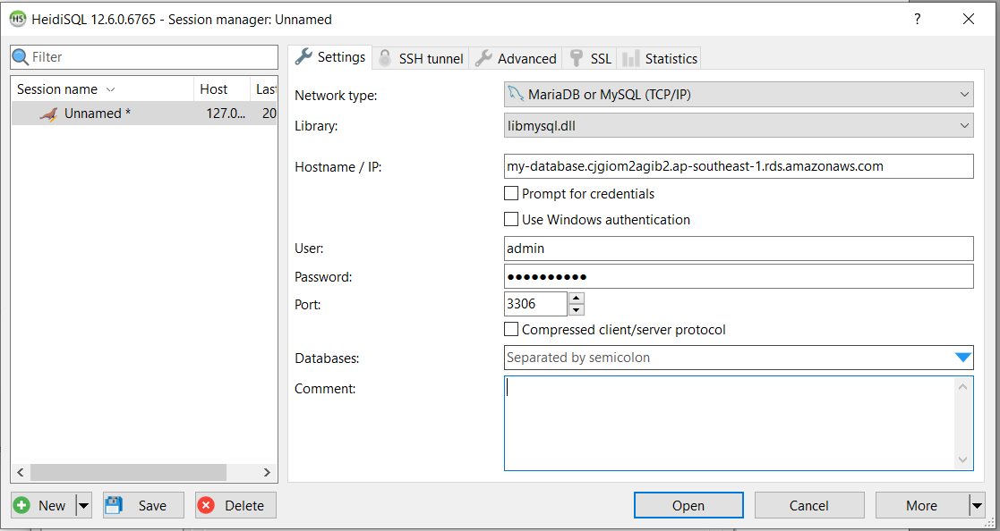 HS HeidiSQL 12.6.0.6765 - Session manager: Unnamed ?
Filter
Session name Host Last
Unnamed * 127.0... 20
New Save Delete
Settings SSH tunnel Advanced SSL Statistics
Network type: MariaDB or MySQL (TCP/IP)
Library: libmysql.dll
Hostname / IP: my-database.cjgiom2agib2.ap-southeast-1.rds.amazonaws.com
Prompt for credentials
Use Windows authentication
User: admin
Password: ●●●●●●●●●●
Port: 3306
Compressed client/server protocol
Databases: Separated by semicolon
Comment:
Open Cancel More